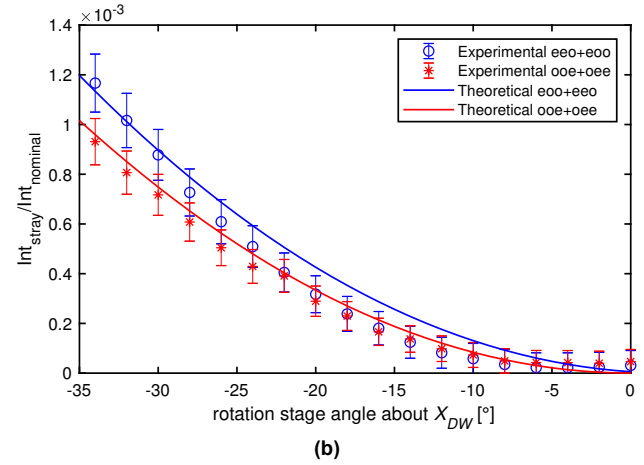 ×10⁻³
1.4
1.2
1
0.8
0.6
0.4
0.2
0
Int_stray/Int_nominal
Experimental eeo+eoo
Experimental ooe+oee
Theoretical eoo+eeo
Theoretical ooe+oee
-35 -30 -25 -20 -15 -10 -5 0
rotation stage angle about X_DW [°]
(b)